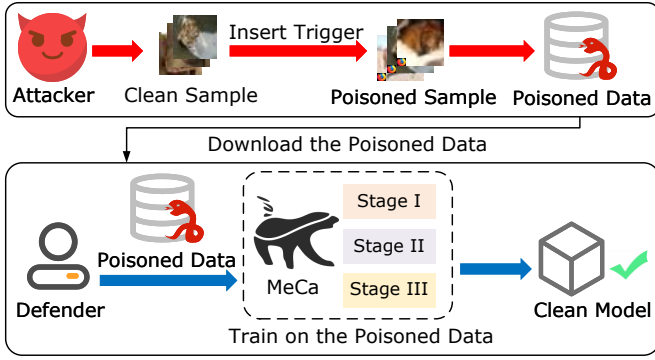 Insert Trigger
Attacker
Clean Sample
Poisoned Sample
Poisoned Data
Download the Poisoned Data
Poisoned Data
Defender
MeCa
Stage I
Stage II
Stage III
Clean Model
Train on the Poisoned Data